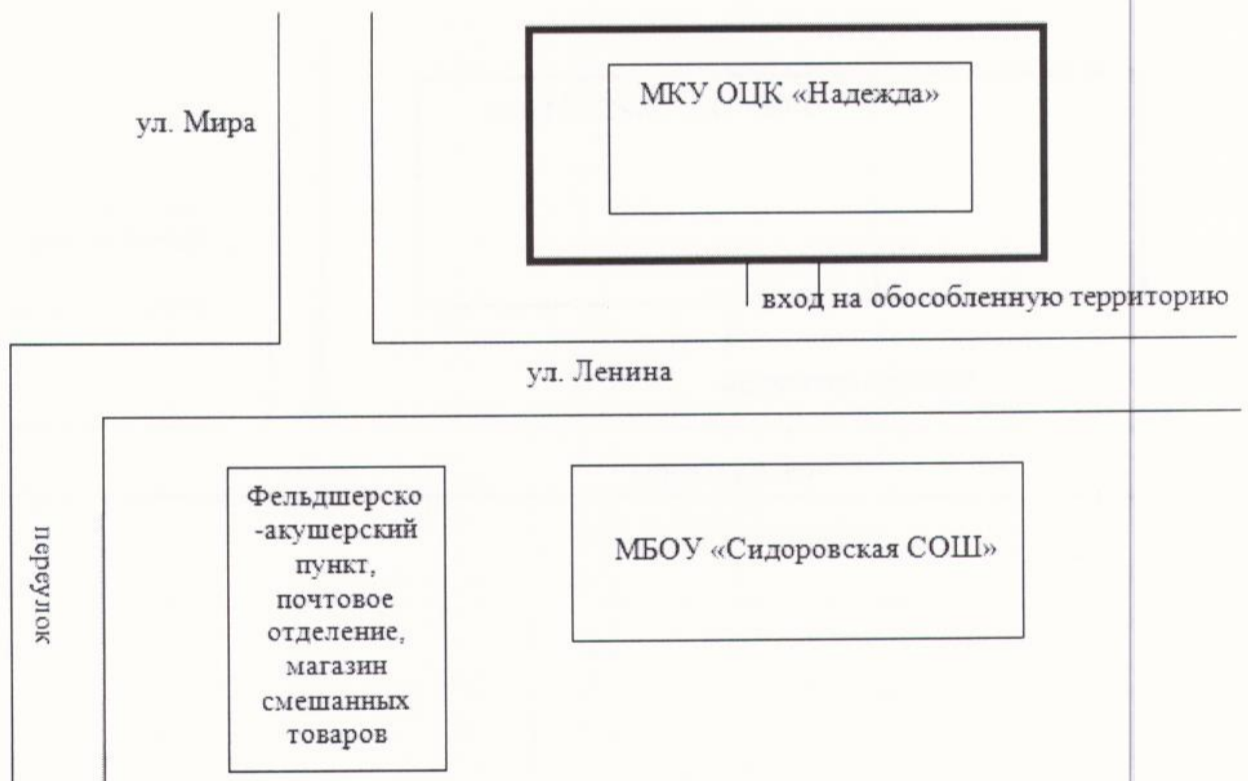 МКУ ОЦК «Надежда»
ул. Мира
вход на обособленную территорию
ул. Ленина
Фельдшерско
-акушерский
пункт,
почтовое
отделение,
магазин
смешанных
товаров
МБОУ «Сидоровская СОШ»
переулок